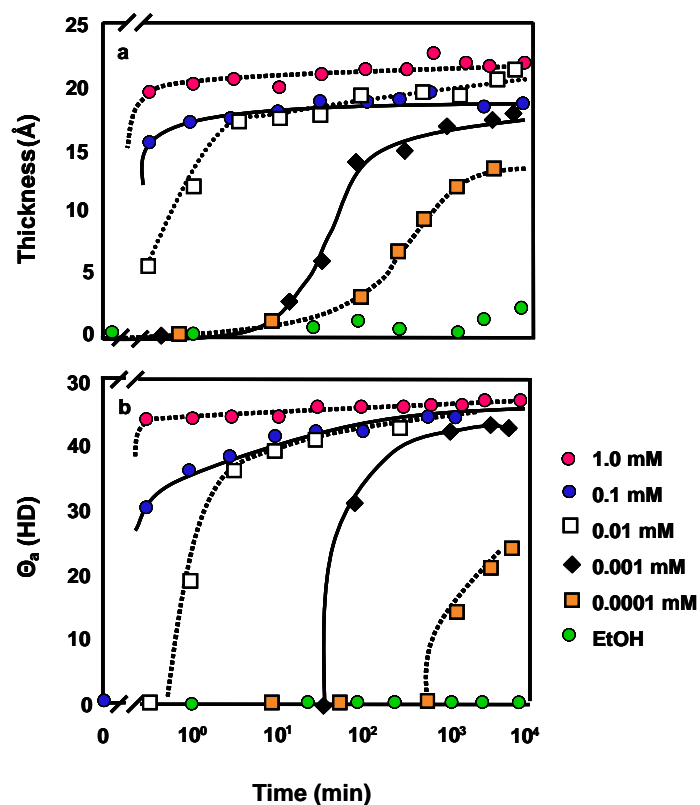 25
a
20
15
10
5
0
Thickness (Å)
30
b
40
30
20
10
0
Θa (HD)
0 10⁰ 10¹ 10² 10³ 10⁴
Time (min)
1.0 mM
0.1 mM
0.01 mM
0.001 mM
0.0001 mM
EtOH